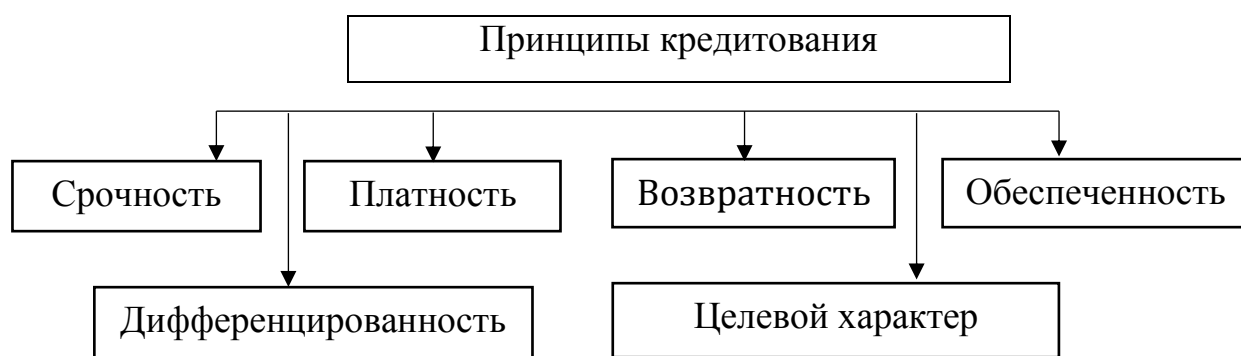 Принципы кредитования
Срочность
Платность
Возвратность
Обеспеченность
Дифференцированность
Целевой характер